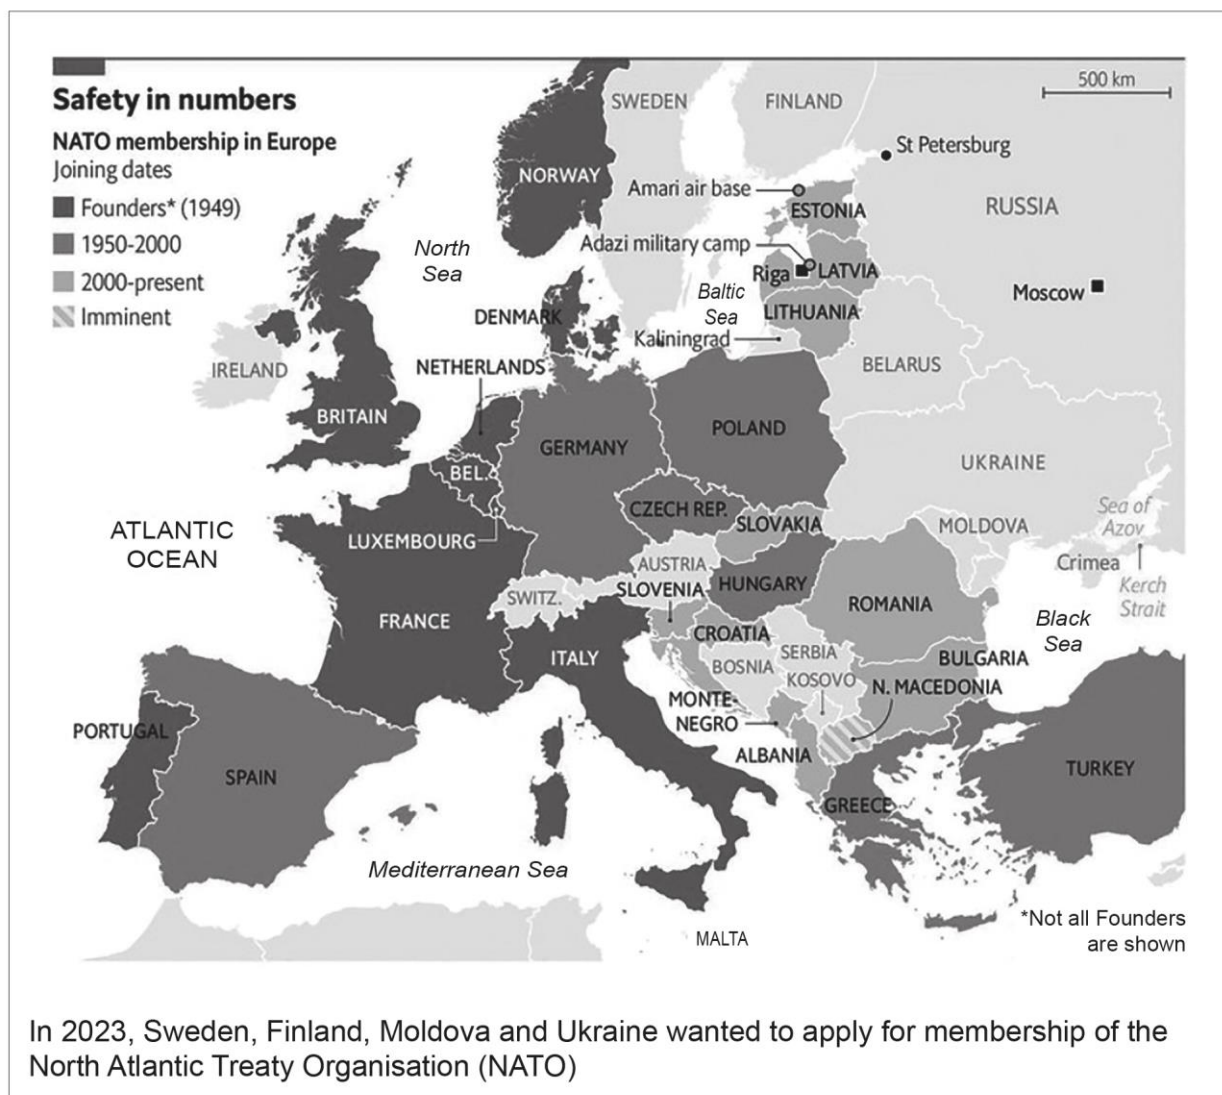 Safety in numbers
NATO membership in Europe
Joining dates
Founders* (1949)
1950-2000
2000-present
Imminent
500 km
SWEDEN
FINLAND
St Petersburg
NORWAY
Amari air base
ESTONIA
RUSSIA
North
Sea
Adazi military camp
Riga
LATVIA
Moscow
Baltic
Sea
LITHUANIA
DENMARK
Kaliningrad
IRELAND
NETHERLANDS
BELARUS
BRITAIN
POLAND
GERMANY
UKRAINE
BEL.
CZECH REP.
SLOVAKIA
Sea of
Azov
MOLDOVA
ATLANTIC
OCEAN
LUXEMBOURG
AUSTRIA
Crimea
SLOVENIA
HUNGARY
Kerch
Strait
SWITZ.
ROMANIA
FRANCE
Black
Sea
CROATIA
ITALY
SERBIA
BOSNIA
BULGARIA
KOSOVO
N. MACEDONIA
MONTE-
NEGRO
PORTUGAL
ALBANIA
SPAIN
TURKEY
GREECE
Mediterranean Sea
MALTA
*Not all Founders
are shown
In 2023, Sweden, Finland, Moldova and Ukraine wanted to apply for membership of the
North Atlantic Treaty Organisation (NATO)